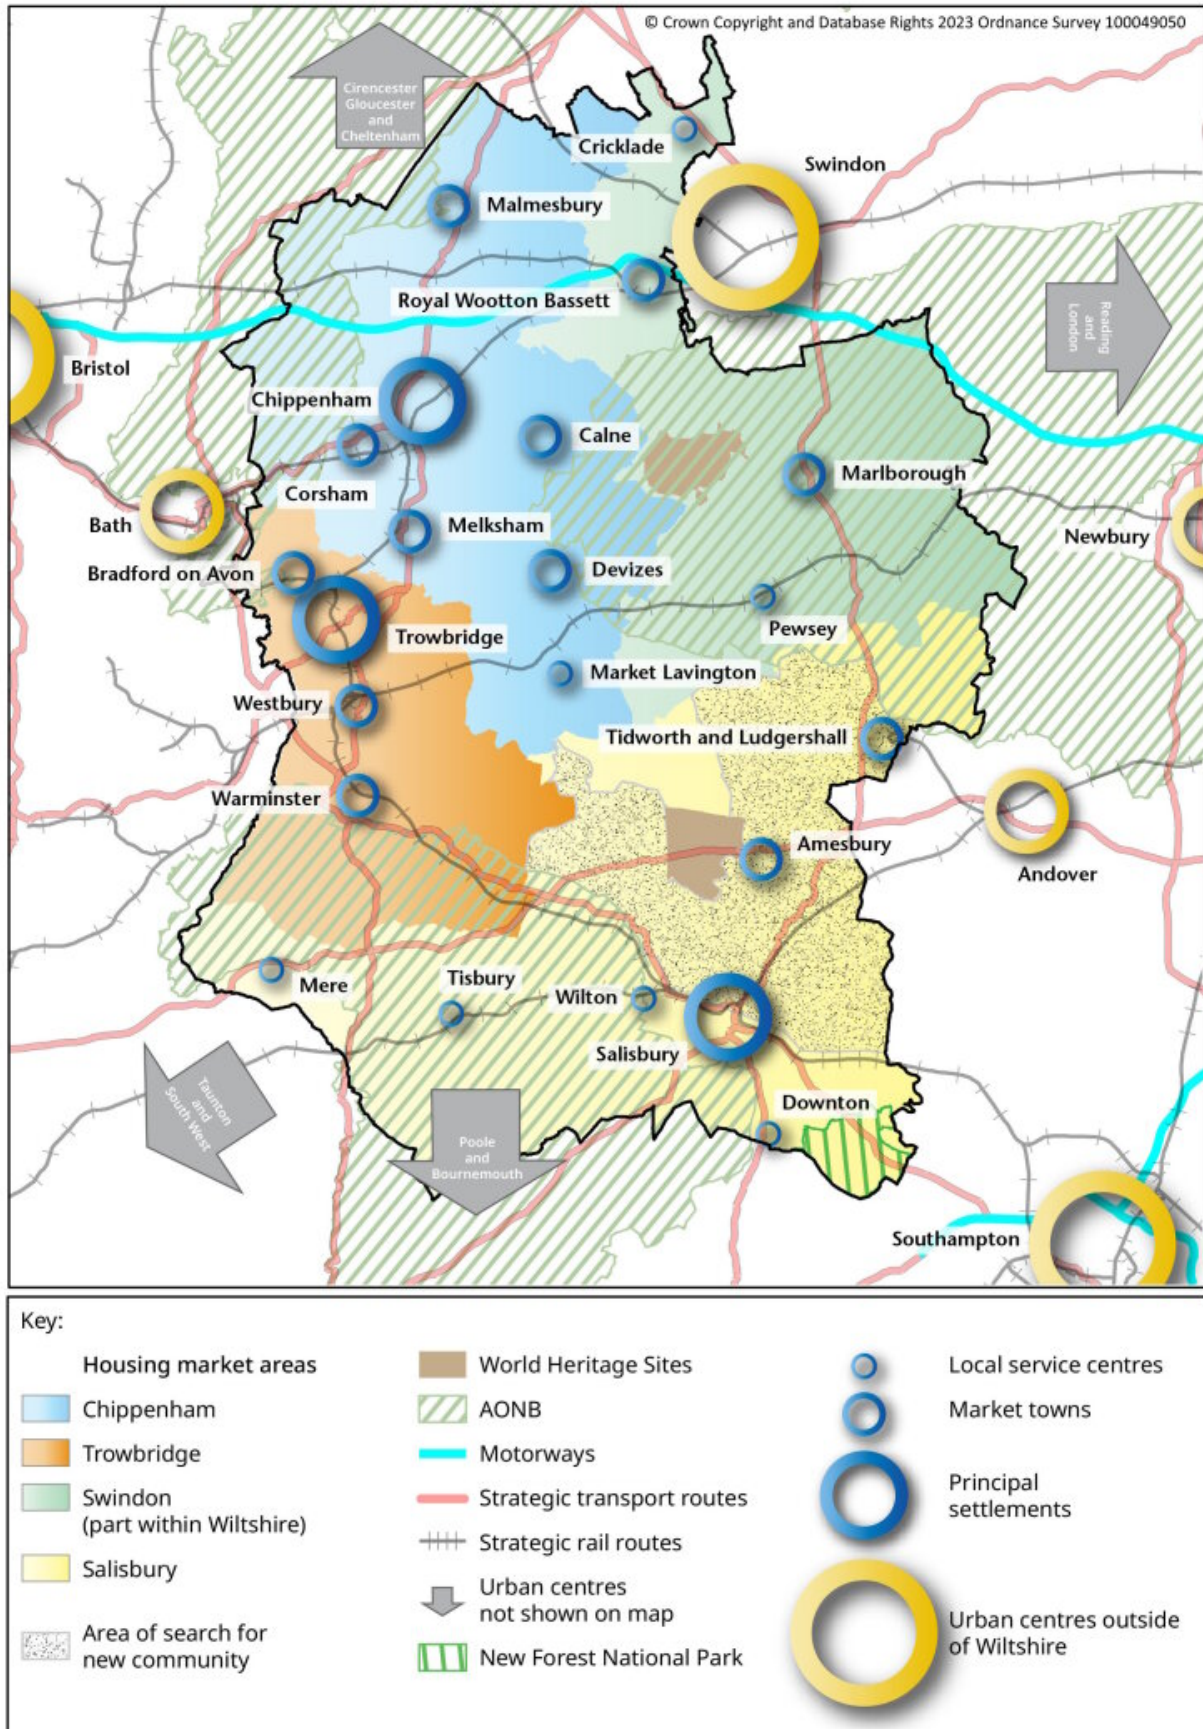 © Crown Copyright and Database Rights 2023 Ordnance Survey 100049050
Cirencester
Gloucester
and
Cheltenham
Cricklade
Swindon
Malmesbury
Royal Wootton Bassett
Reading
and
London
Bristol
Chippenham
Calne
Marlborough
Corsham
Bath
Melksham
Newbury
Bradford on Avon
Devizes
Trowbridge
Pewsey
Market Lavington
Westbury
Tidworth and Ludgershall
Warminster
Amesbury
Andover
Mere
Tisbury
Wilton
Salisbury
Taunton
and
South West
Poole
and
Bournemouth
Downton
Southampton
Key:
Housing market areas
Chippenham
Trowbridge
Swindon
(part within Wiltshire)
Salisbury
Area of search for
new community
World Heritage Sites
AONB
Motorways
Strategic transport routes
Strategic rail routes
Urban centres
not shown on map
New Forest National Park
Local service centres
Market towns
Principal
settlements
Urban centres outside
of Wiltshire